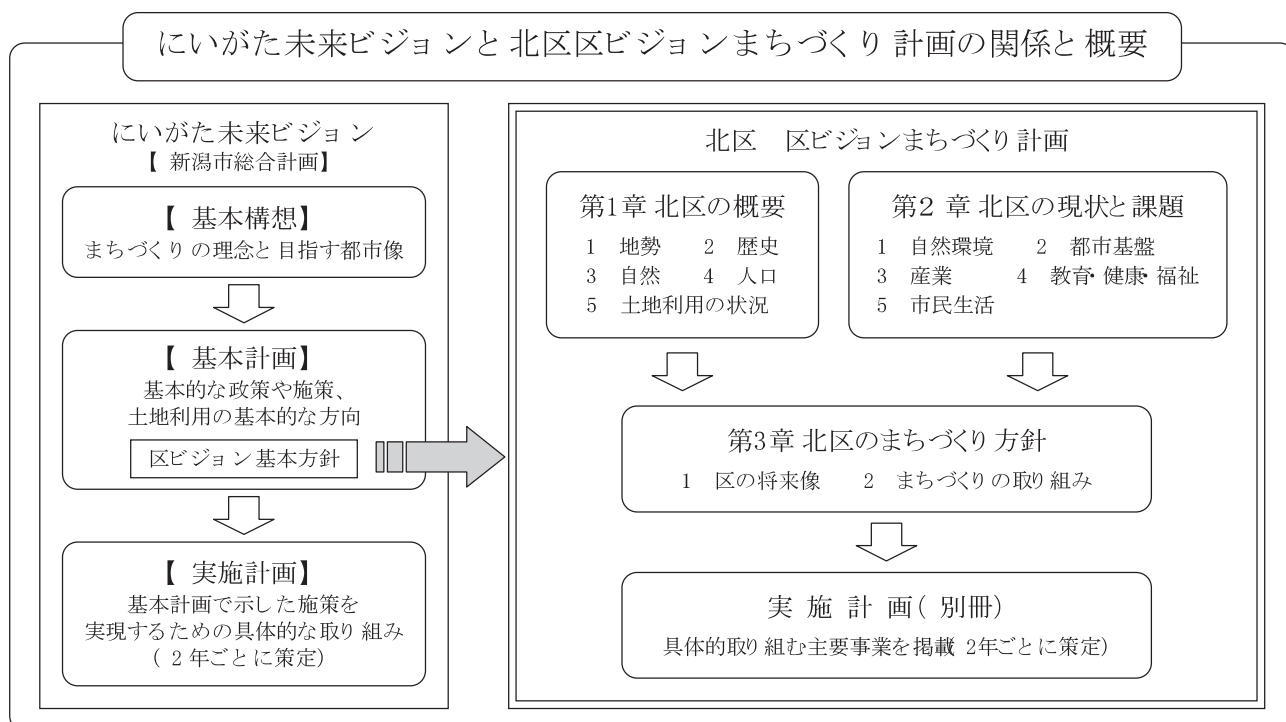 にいがた未来ビジョンと北区区ビジョンまちづくり計画の関係と概要
にいがた未来ビジョン
【新潟市総合計画】
【基本構想】
まちづくりの理念と目指す都市像
【基本計画】
基本的な政策や施策、
土地利用の基本的な方向
区ビジョン基本方針
【実施計画】
基本計画で示した施策を
実現するための具体的な取り組み
(2年ごとに策定)
北区 区ビジョンまちづくり計画
第1章 北区の概要
1 地勢 2 歴史
3 自然 4 人口
5 土地利用の状況
第2章 北区の現状と課題
1 自然環境 2 都市基盤
3 産業 4 教育・健康・福祉
5 市民生活
第3章 北区のまちづくり方針
1 区の将来像 2 まちづくりの取り組み
実施計画(別冊)
具体的取り組む主要事業を掲載 2年ごとに策定)